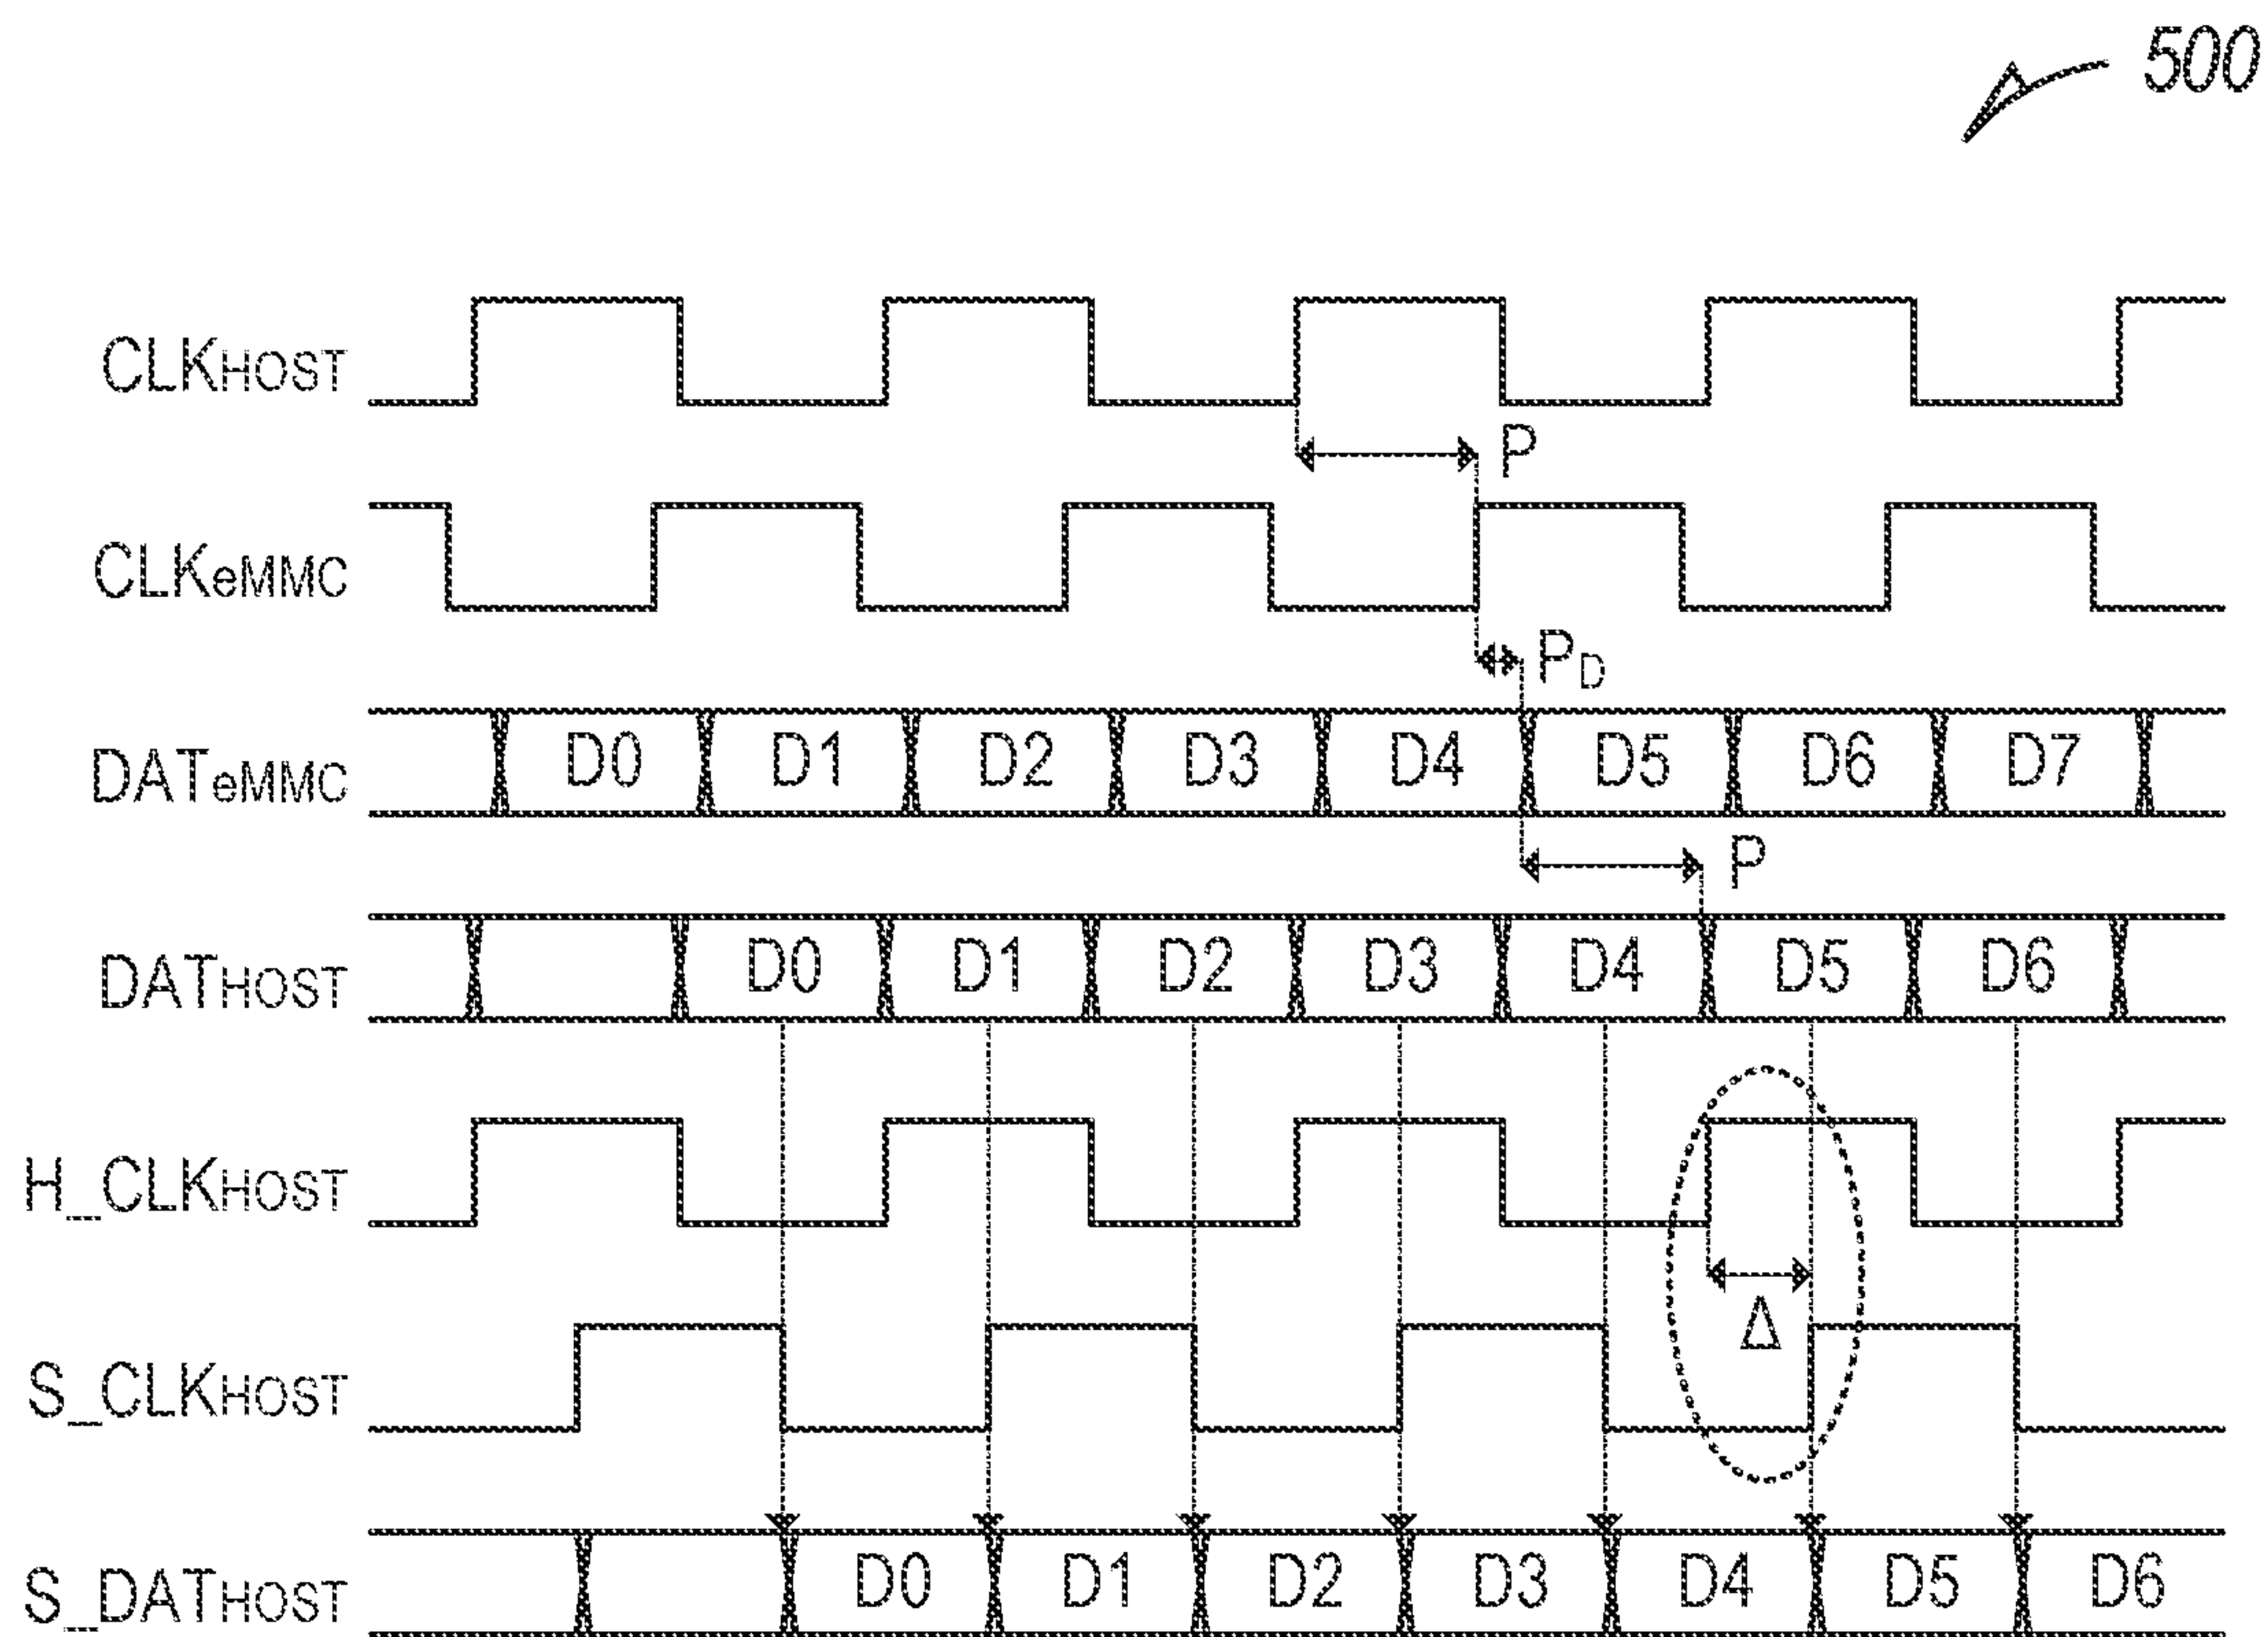 500
CLKHOST
P
CLKeMMC
PD
DATeMMC D0 D1 D2 D3 D4 D5 D6 D7
P
DATHOST D0 D1 D2 D3 D4 D5 D6
H_CLKHOST
Δ
S_CLKHOST
S_DATHOST D0 D1 D2 D3 D4 D5 D6